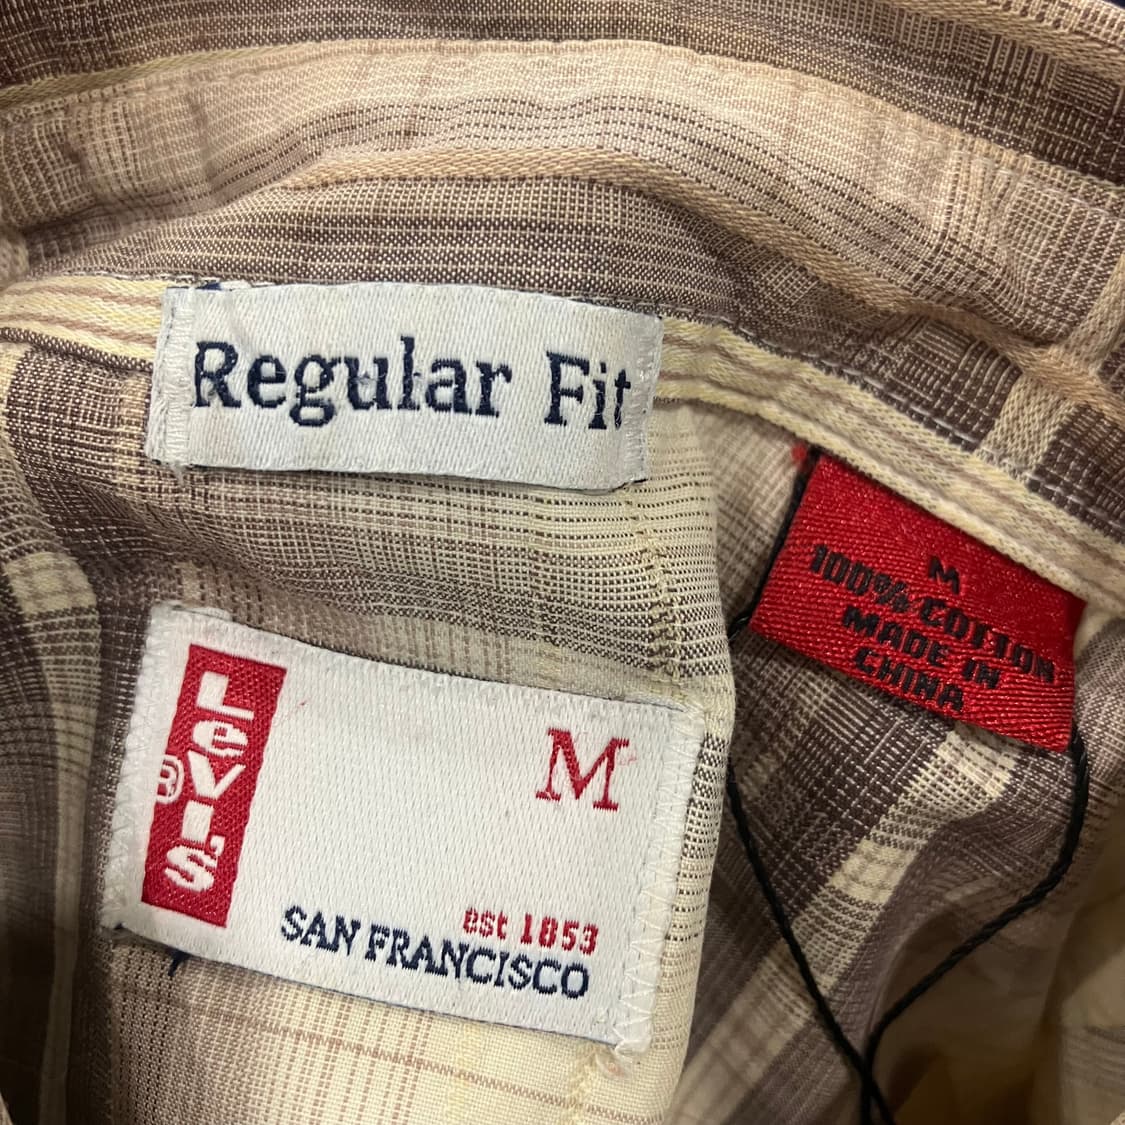 Regular Fit
M
100% COTTON
MADE IN
CHINA
LeVI'S
®
M
est 1853
SAN FRANCISCO